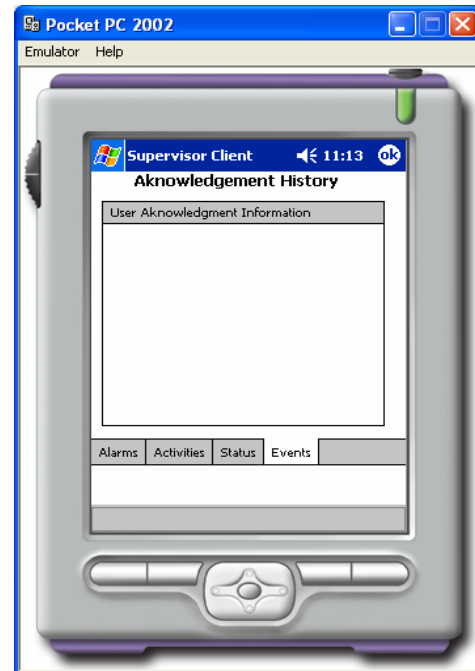 Pocket PC 2002
Emulator Help
Supervisor Client 11:13 ok
Aknowledgement History
User Aknowledgment Information
Alarms Activities Status Events